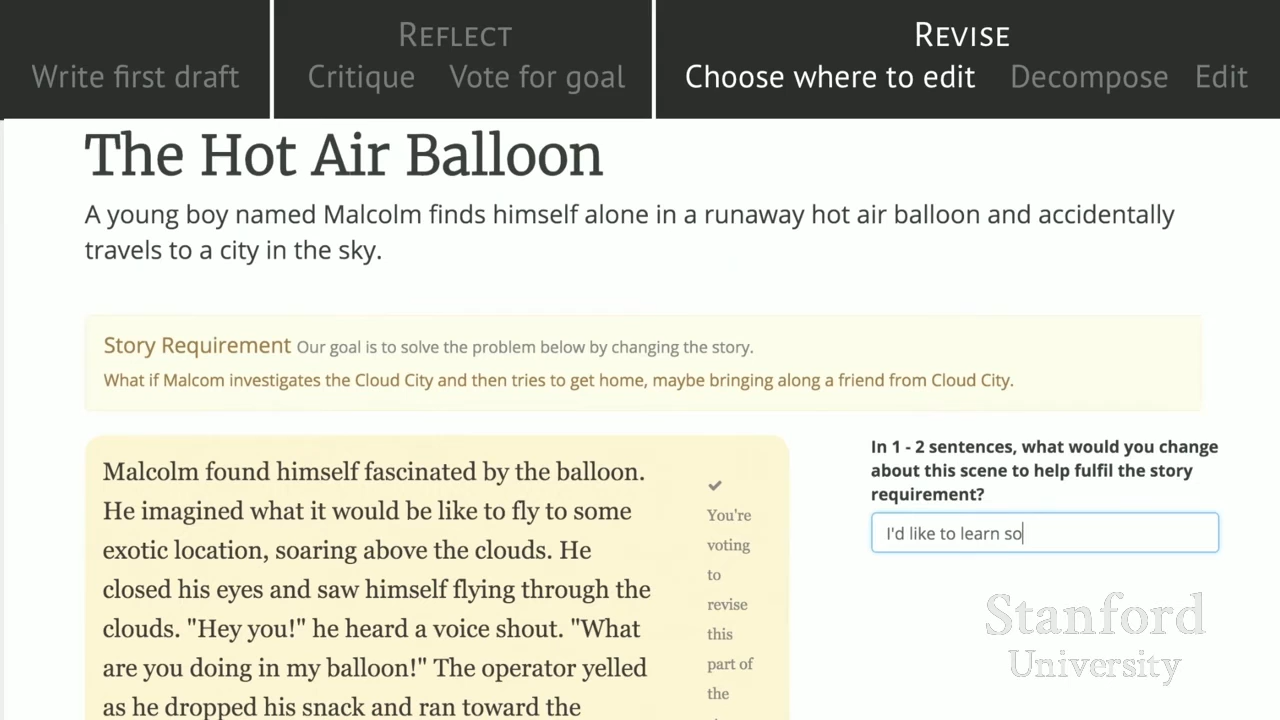 REFLECT
REVISE
Write first draft
Critique
Vote for goal
Choose where to edit
Decompose
Edit
The Hot Air Balloon
A young boy named Malcolm finds himself alone in a runaway hot air balloon and accidentally
travels to a city in the sky.
Story Requirement Our goal is to solve the problem below by changing the story.
What if Malcom investigates the Cloud City and then tries to get home, maybe bringing along a friend from Cloud City.
Malcolm found himself fascinated by the balloon.
He imagined what it would be like to fly to some
exotic location, soaring above the clouds. He
closed his eyes and saw himself flying through the
clouds. "Hey you!" he heard a voice shout. "What
are you doing in my balloon!" The operator yelled
as he dropped his snack and ran toward the
✔
You're
voting
to
revise
this
part of
the
In 1 - 2 sentences, what would you change
about this scene to help fulfil the story
requirement?
I'd like to learn so
Stanford
University